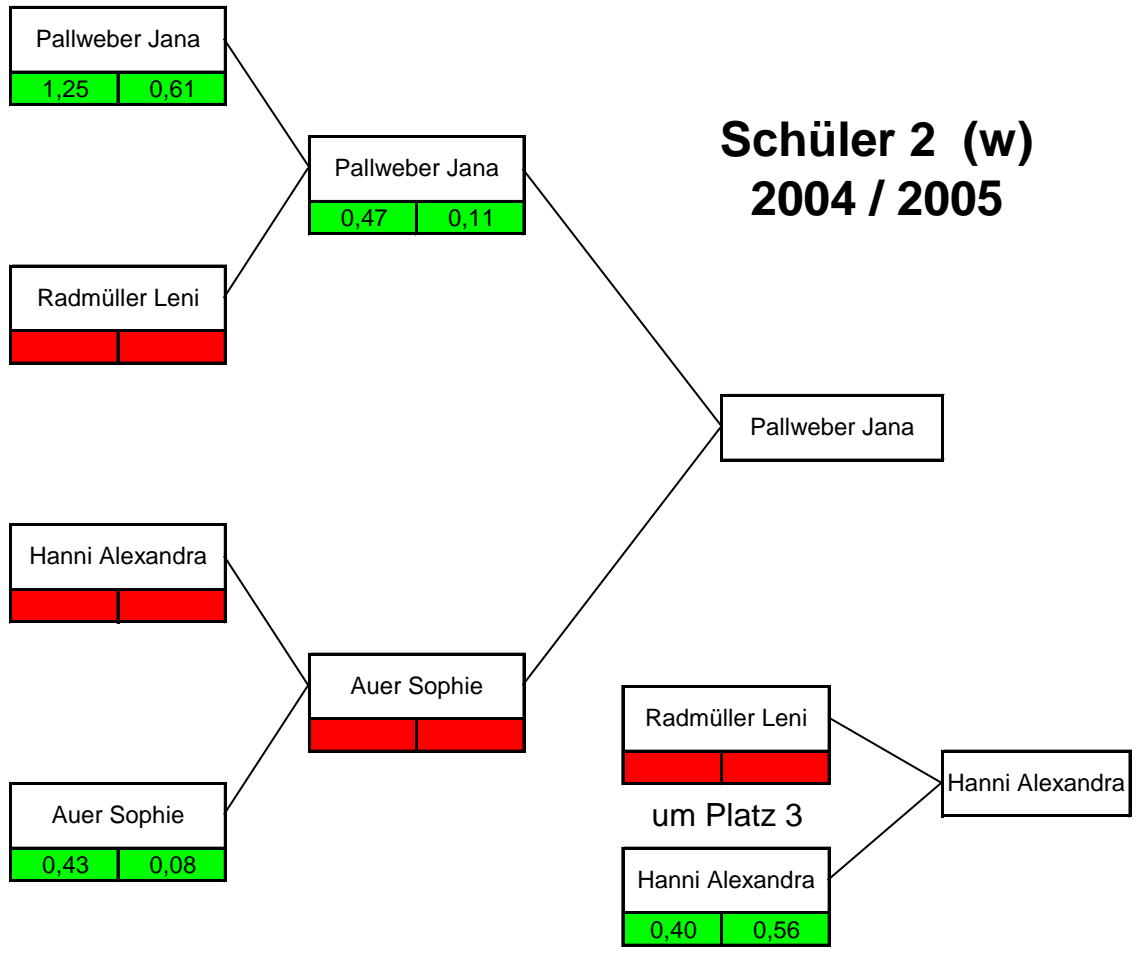 Pallweber Jana
1,25 0,61
Schüler 2 (w)
2004 / 2005
Pallweber Jana
0,47 0,11
Radmüller Leni
Pallweber Jana
Hanni Alexandra
Auer Sophie
Radmüller Leni
Hanni Alexandra
um Platz 3
Auer Sophie
0,43 0,08
Hanni Alexandra
0,40 0,56